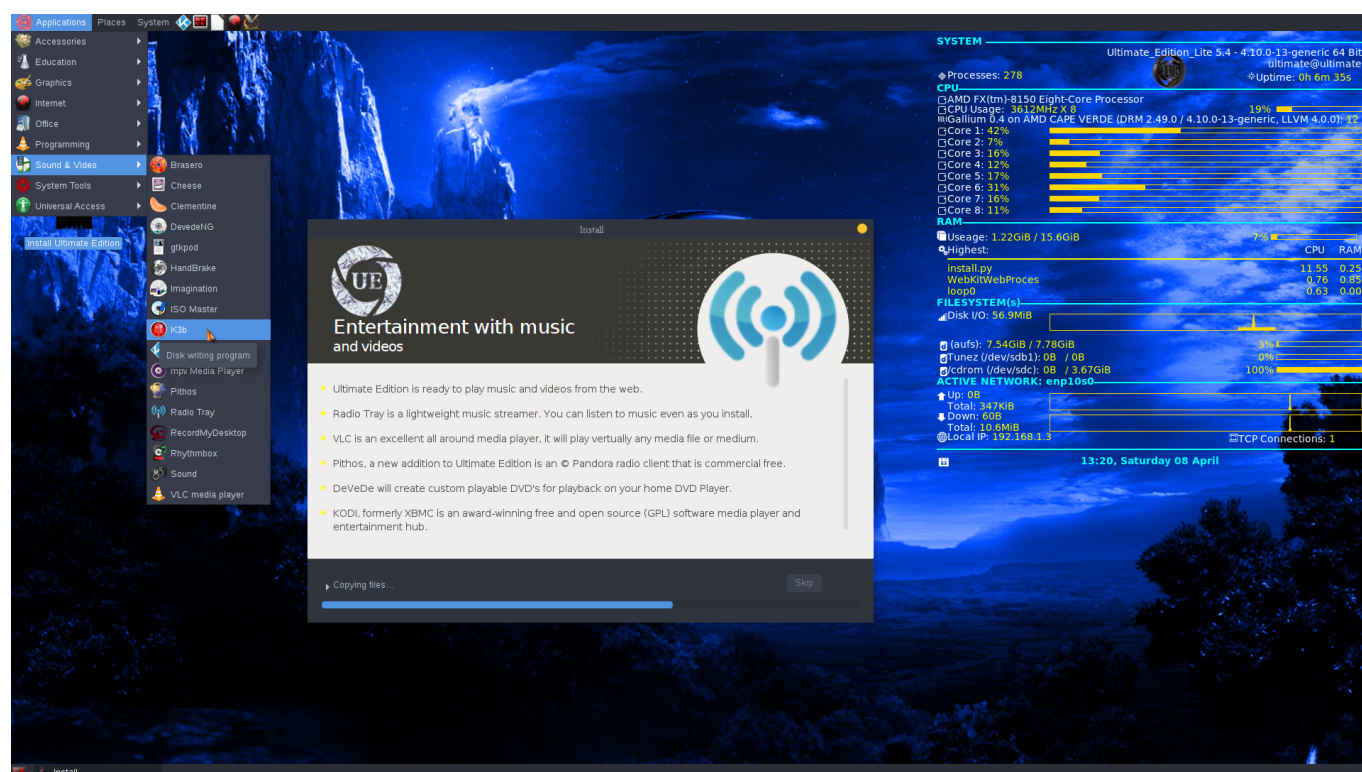 Applications Places System
Accessories
Education
Graphics
Internet
Office
Programming
Sound & Video
System Tools
Universal Access
Install Ultimate Edition
Brasero
Cheese
Clementine
DevedeNG
gtkpod
HandBrake
Imagination
ISO Master
K3b
Disk writing program
mpv Media Player
Pithos
Radio Tray
RecordMyDesktop
Rhythmbox
Sound
VLC media player
Install
UE
Entertainment with music
and videos
Ultimate Edition is ready to play music and videos from the web.
Radio Tray is a lightweight music streamer. You can listen to music even as you install.
VLC is an excellent all around media player, it will play vertually any media file or medium.
Pithos, a new addition to Ultimate Edition is an © Pandora radio client that is commercial free.
DeVeDe will create custom playable DVD's for playback on your home DVD Player.
KODI, formerly XBMC is an award-winning free and open source (GPL) software media player and
entertainment hub.
Copying files...
Skip
SYSTEM
Ultimate_Edition_Lite 5.4 - 4.10.0-13-generic 64 Bit
ultimate@ultimate
Processes: 278
Uptime: 0h 6m 35s
CPU
AMD FX(tm)-8150 Eight-Core Processor
CPU Usage: 3612MHz X 8 19%
Gallium 0.4 on AMD CAPE VERDE (DRM 2.49.0 / 4.10.0-13-generic, LLVM 4.0.0): 12
Core 1: 42%
Core 2: 7%
Core 3: 16%
Core 4: 12%
Core 5: 17%
Core 6: 31%
Core 7: 16%
Core 8: 11%
RAM
Useage: 1.22GiB / 15.6GiB 7%
Highest: CPU RAM
install.py 11.55 0.25
WebKitWebProces 0.76 0.85
loop0 0.63 0.00
FILESYSTEM(s)
Disk I/O: 56.9MiB
(aufs): 7.54GiB / 7.78GiB 3%
Tunez (/dev/sdb1): 0B / 0B 0%
/cdrom (/dev/sdc): 0B / 3.67GiB 100%
ACTIVE NETWORK: enp10s0
Up: 0B
Total: 347KiB
Down: 60B
Total: 10.6MiB
Local IP: 192.168.1.3 TCP Connections: 1
13:20, Saturday 08 April
Install